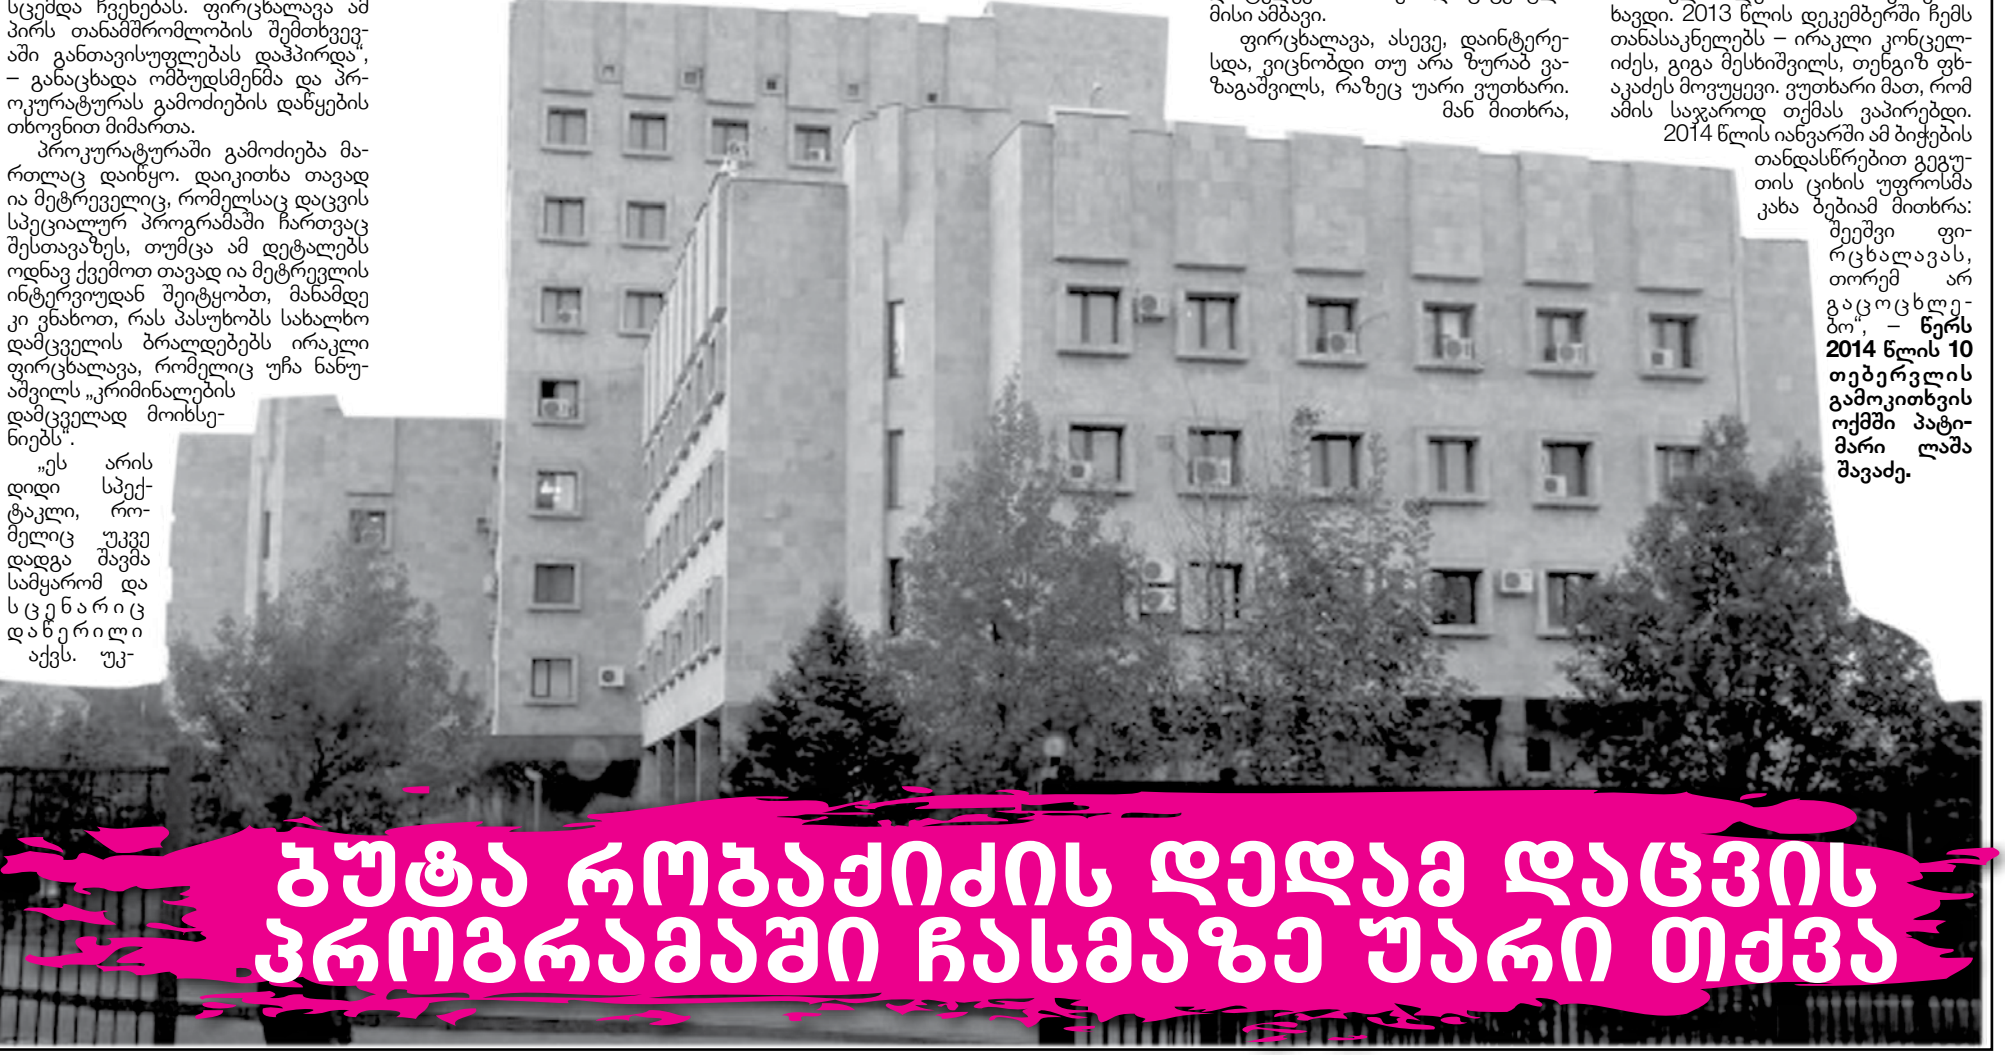 სცემდა ჩვენებას. ფირცხალავა ამ
პირს თანამშრომლობის შემთხვევ-
აში განთავისუფლებას დაჰპირდა“,
– განაცხადა ომბუდსმენმა და პრ-
ოკურატურას გამოძიების დაწყების
თხოვნით მიმართა.
პროკურატურაში გამოძიება მა-
რთლაც დაიწყო. დაიკითხა თავად
ია მეტრეველიც, რომელსაც დაცვის
სპეციალურ პროგრამაში ჩართვაც
შესთავაზეს, თუმცა ამ დეტალებს
ოდნავ ქვემოთ თავად ია მეტრევლის
ინტერვიუდან შეიტყობთ, მანამდე
კი ვნახოთ, რას პასუხობს სახალხო
დამცველის ბრალდებებს ირაკლი
ფირცხალავა, რომელიც უჩა ნანუ-
აშვილს „კრიმინალების
დამცველად მოიხსე-
ნიებს“.
„ეს არის
დიდი სპექ-
ტაკლი, რო-
მელიც უკვე
დადგა შავმა
სამყარომ და
სცენარიც
დაწერილი
აქვს. უკ-
მისი ამბავი.
ფირცხალავა, ასევე, დაინტერე-
სდა, ვიცნობდი თუ არა ზურაბ ვა-
ზაგაშვილს, რაზეც უარი ვუთხარი.
მან მითხრა,
ხავდი. 2013 წლის დეკემბერში ჩემს
თანასაკნელებს – ირაკლი კონცელ-
იძეს, გიგა მესხიშვილს, თენგიზ ფხ-
აკაძეს მოვუყევი. ვუთხარი მათ, რომ
ამის საჯაროდ თქმას ვაპირებდი.
2014 წლის იანვარში ამ ბიჭების
თანდასწრებით გეგუ-
თის ციხის უფროსმა
კახა ბებიამ მითხრა:
შეეშვი ფი-
რცხალავას,
თორემ არ
გაცოცხლე-
ბო“, – წერს
2014 წლის 10
თებერვლის
გამოკითხვის
ოქმში პატი-
მარი ლაშა
შავაძე.
ბუტა რობაქიძის დედამ დაცვის
პროგრამაში ჩასმაზე უარი თქვა